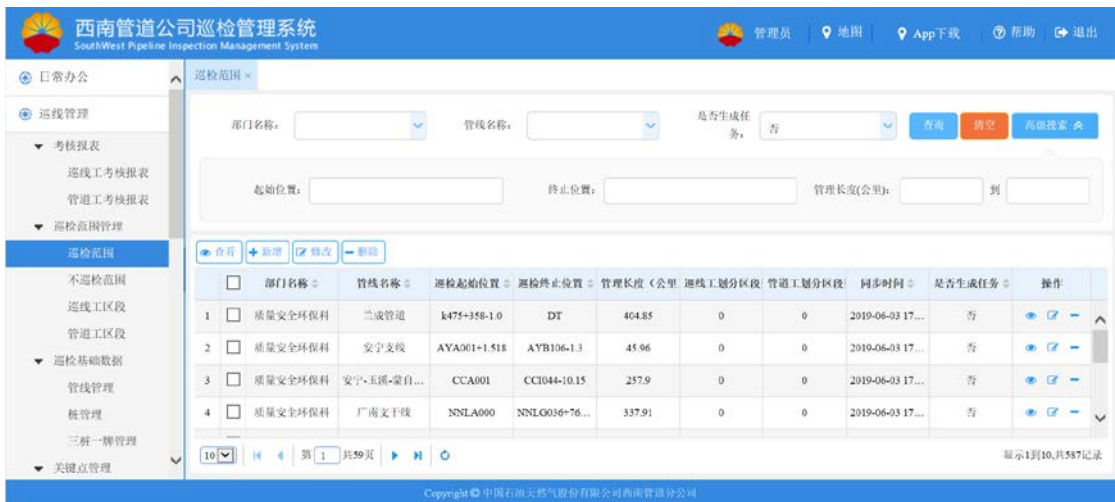 西南管道公司巡检管理系统
SouthWest Pipeline Inspection Management System
管理员 地图 App下载 帮助 退出
日常办公
巡线管理
考核报表
巡线工考核报表
管道工考核报表
巡检范围管理
巡检范围
不巡检范围
巡线工区段
管道工区段
巡检基础数据
管线管理
桩管理
三桩一牌管理
关键点管理
巡检范围 ×
部门名称: 管线名称: 是否生成任务: 否 查询 清空 高级搜索
起始位置: 终止位置: 管理长度(公里): 到
查看 新增 修改 删除
部门名称 管线名称 巡检起始位置 巡检终止位置 管理长度（公里 巡线工划分区段 管道工划分区段 同步时间 是否生成任务 操作
1 质量安全环保科 兰成管道 k475+358-1.0 DT 404.85 0 0 2019-06-03 17... 否
2 质量安全环保科 安宁支线 AYA001+1.518 AYB106-1.3 45.96 0 0 2019-06-03 17... 否
3 质量安全环保科 安宁-玉溪-蒙自... CCA001 CCI044-10.15 257.9 0 0 2019-06-03 17... 否
4 质量安全环保科 广南支干线 NNLA000 NNLG036+76... 337.91 0 0 2019-06-03 17... 否
10 第 1 共59页 显示1到10,共587记录
Copyright © 中国石油天然气股份有限公司西南管道分公司